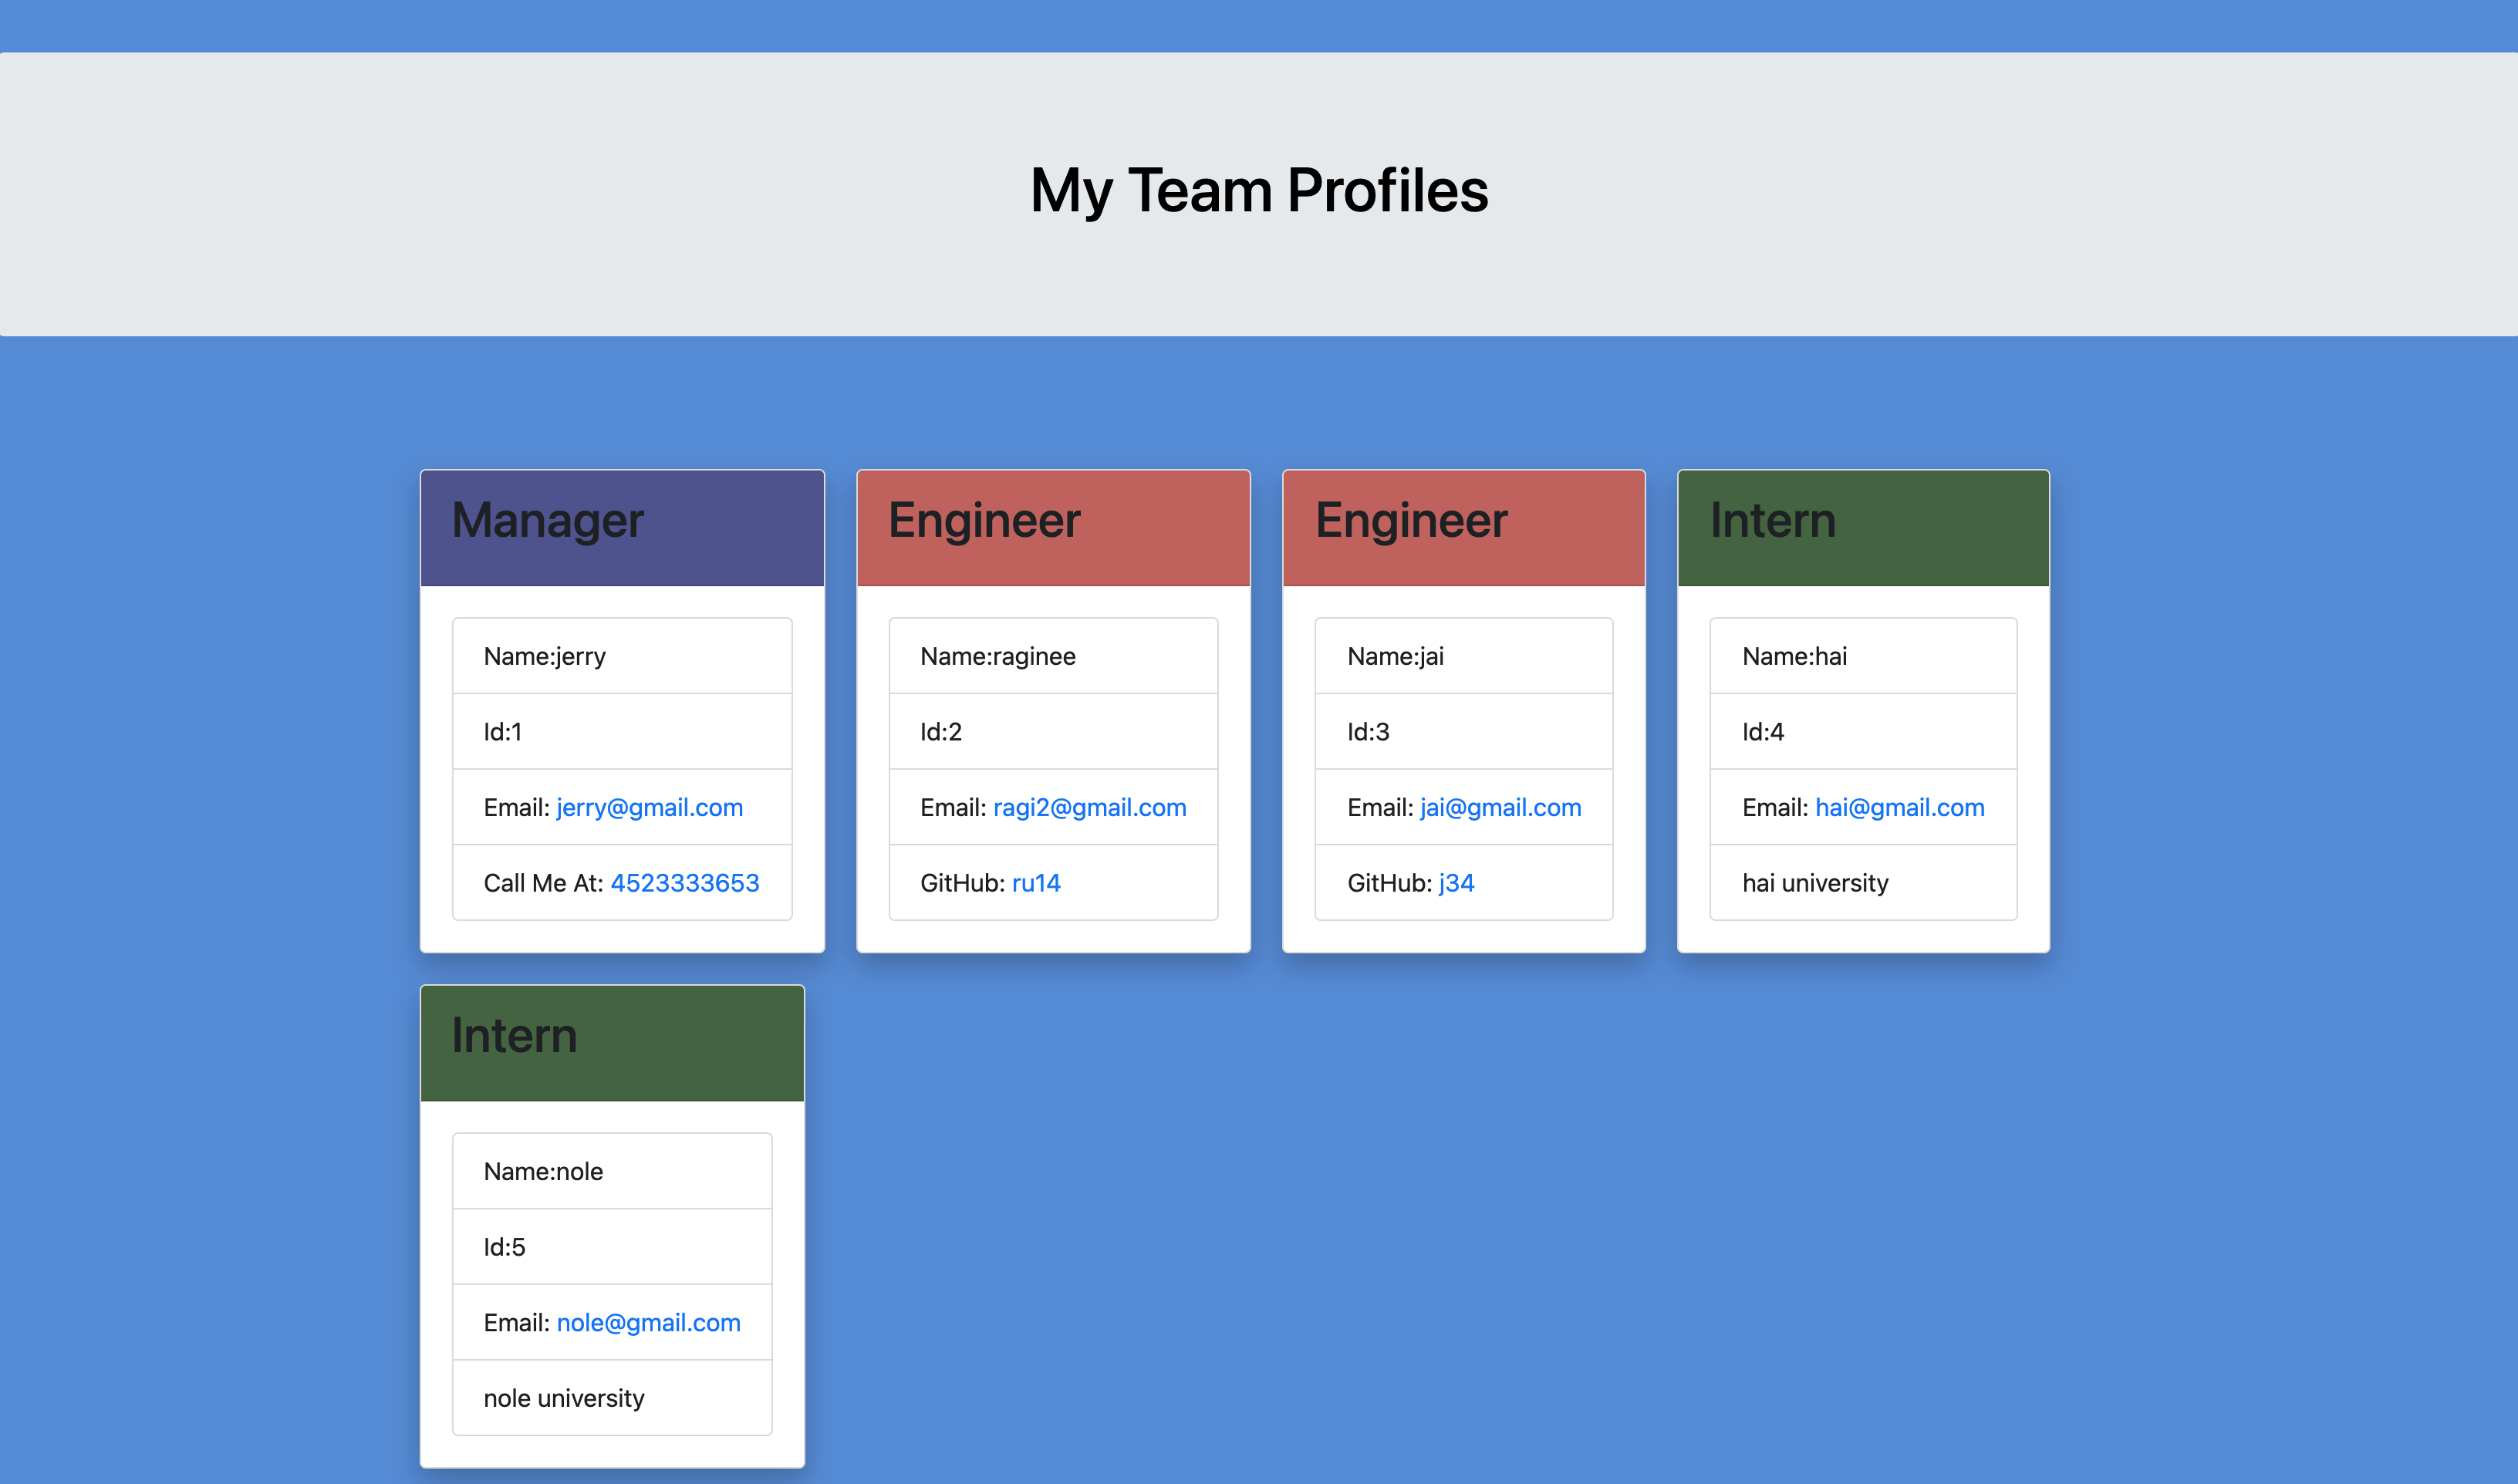 My Team Profiles
Manager
Name:jerry
Id:1
Email: jerry@gmail.com
Call Me At: 4523333653
Engineer
Name:raginee
Id:2
Email: ragi2@gmail.com
GitHub: ru14
Engineer
Name:jai
Id:3
Email: jai@gmail.com
GitHub: j34
Intern
Name:hai
Id:4
Email: hai@gmail.com
hai university
Intern
Name:nole
Id:5
Email: nole@gmail.com
nole university